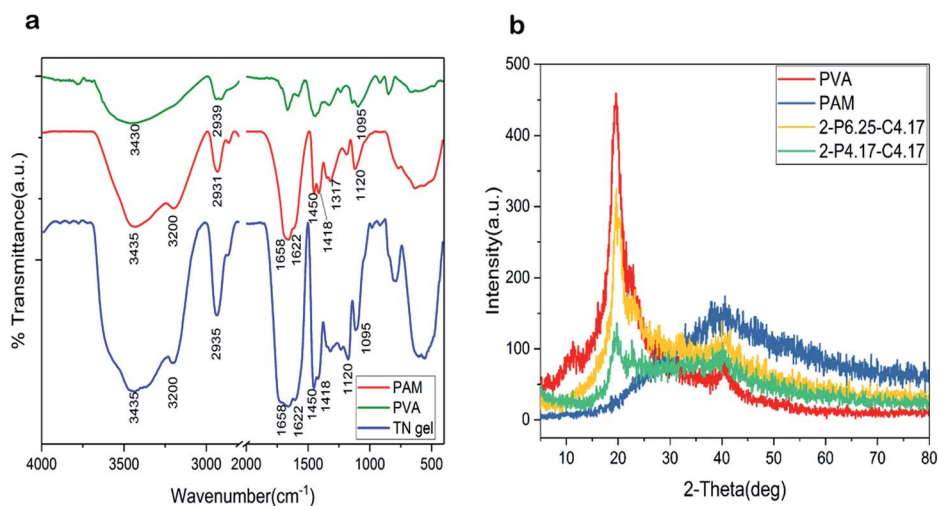 a
% Transmittance(a.u.)
3430
2939
1095
3435
3200
2931
1658
1622
1450
1418
1317
1120
3435
3200
2935
1658
1622
1450
1418
1120
1095
PAM
PVA
TN gel
4000 3500 3000 2000 2000 1500 1000 500
Wavenumber(cm⁻¹)
b
Intensity(a.u.)
500
400
300
200
100
0
PVA
PAM
2-P6.25-C4.17
2-P4.17-C4.17
10 20 30 40 50 60 70 80
2-Theta(deg)